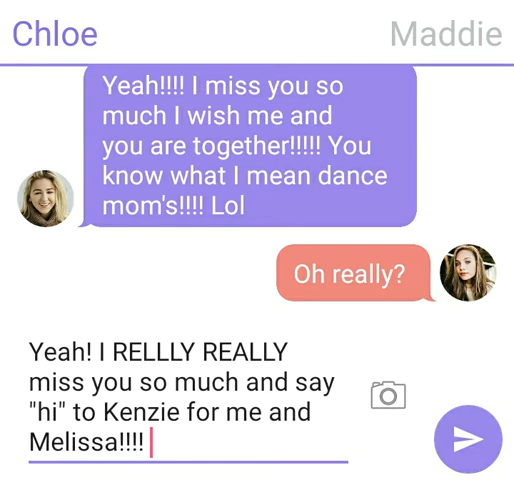 Chloe
Maddie
Yeah!!!! I miss you so
much I wish me and
you are together!!!!! You
know what I mean dance
mom's!!!! Lol
Oh really?
Yeah! I RELLLY REALLY
miss you so much and say
"hi" to Kenzie for me and
Melissa!!!!